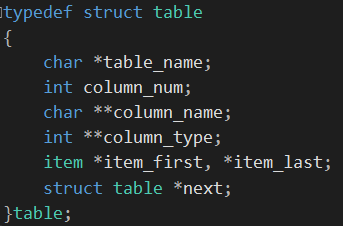 typedef struct table
{
    char *table_name;
    int column_num;
    char **column_name;
    int **column_type;
    item *item_first, *item_last;
    struct table *next;
}table;